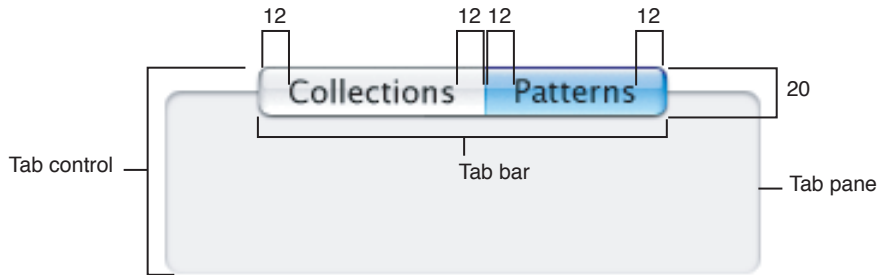 12 12 12 12
Collections Patterns
20
Tab control
Tab bar
Tab pane